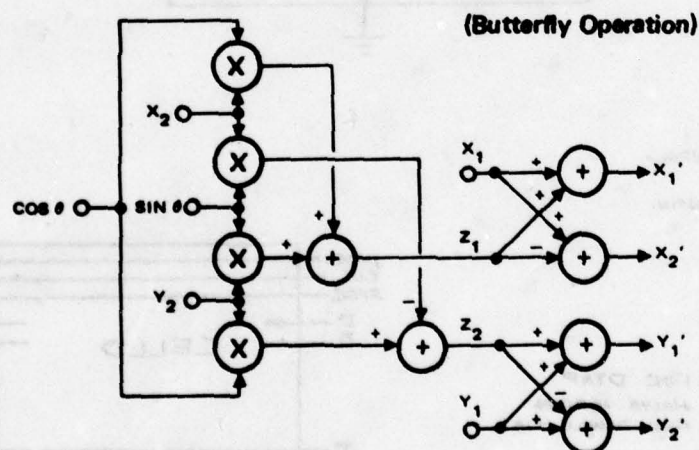 (Butterfly Operation)
X
X₂
X
X₁
+
+
X₁'
COS θ
SIN θ
+
+
+
X
+
+
Z₁
−
+
X₂'
Y₂
−
X
+
+
Z₂
+
+
Y₁'
+
−
Y₁
+
+
Y₂'